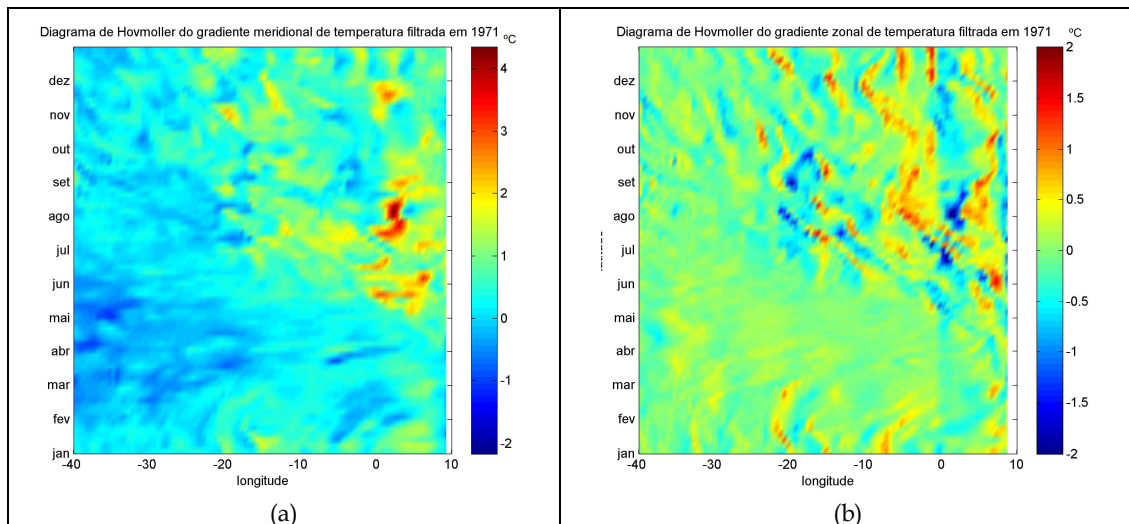 Diagrama de Hovmoller do gradiente meridional de temperatura filtrada em 1971
ºC
dez
nov
out
set
ago
jul
jun
mai
abr
mar
fev
jan
-40
-30
-20
-10
0
10
longitude
4
3
2
1
0
-1
-2
(a)
Diagrama de Hovmoller do gradiente zonal de temperatura filtrada em 1971
ºC
dez
nov
out
set
ago
jul
jun
mai
abr
mar
fev
jan
-40
-30
-20
-10
0
10
longitude
2
1.5
1
0.5
0
-0.5
-1
-1.5
-2
(b)